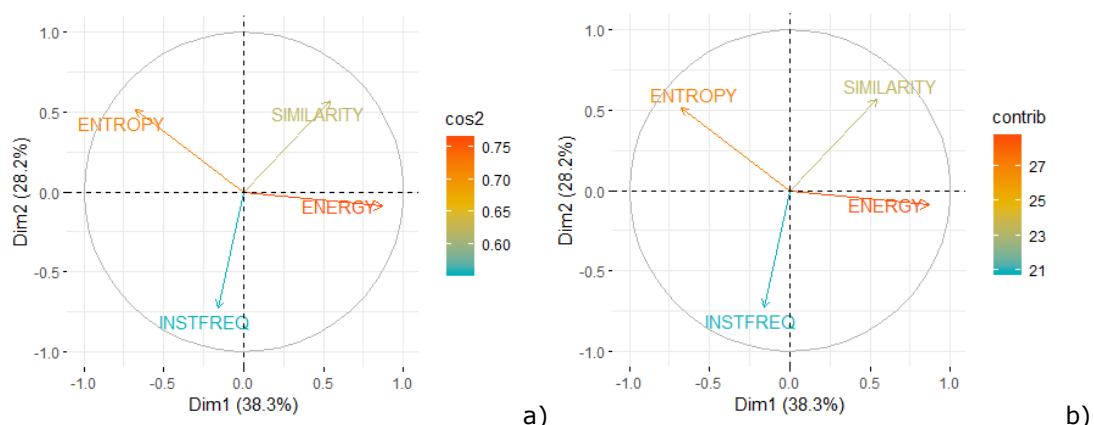 1.0
0.5
0.0
-0.5
-1.0
Dim2 (28.2%)
ENTROPY
SIMILARITY
ENERGY
INSTFREQ
-1.0
-0.5
0.0
0.5
1.0
Dim1 (38.3%)
cos2
0.75
0.70
0.65
0.60
a)
1.0
0.5
0.0
-0.5
-1.0
Dim2 (28.2%)
ENTROPY
SIMILARITY
ENERGY
INSTFREQ
-1.0
-0.5
0.0
0.5
1.0
Dim1 (38.3%)
contrib
27
25
23
21
b)